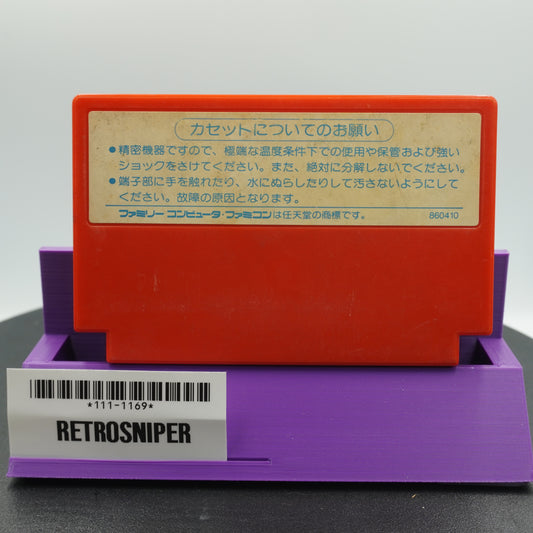 カセットについてのお願い
●精密機器ですので、極端な温度条件下での使用や保管および強い
ショックをさけてください。また、絶対に分解しないでください。
●端子部に手を触れたり、水にぬらしたりして汚さないようにして
ください。故障の原因となります。
ファミリー コンピュータ・ファミコンは任天堂の商標です。 860410
*111-1169*
RETROSNIPER